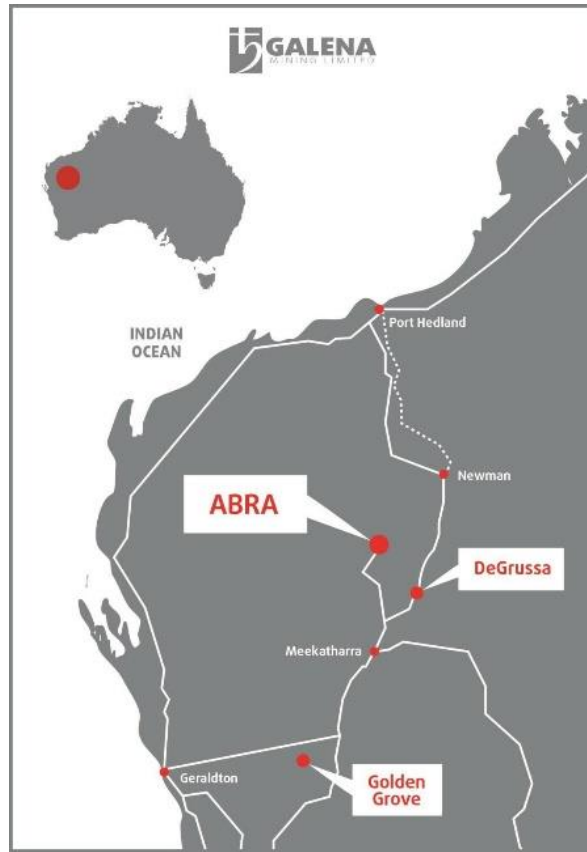 GALENA
MINING LIMITED
INDIAN
OCEAN
Port Hedland
Newman
ABRA
DeGrussa
Meekatharra
Geraldton
Golden
Grove